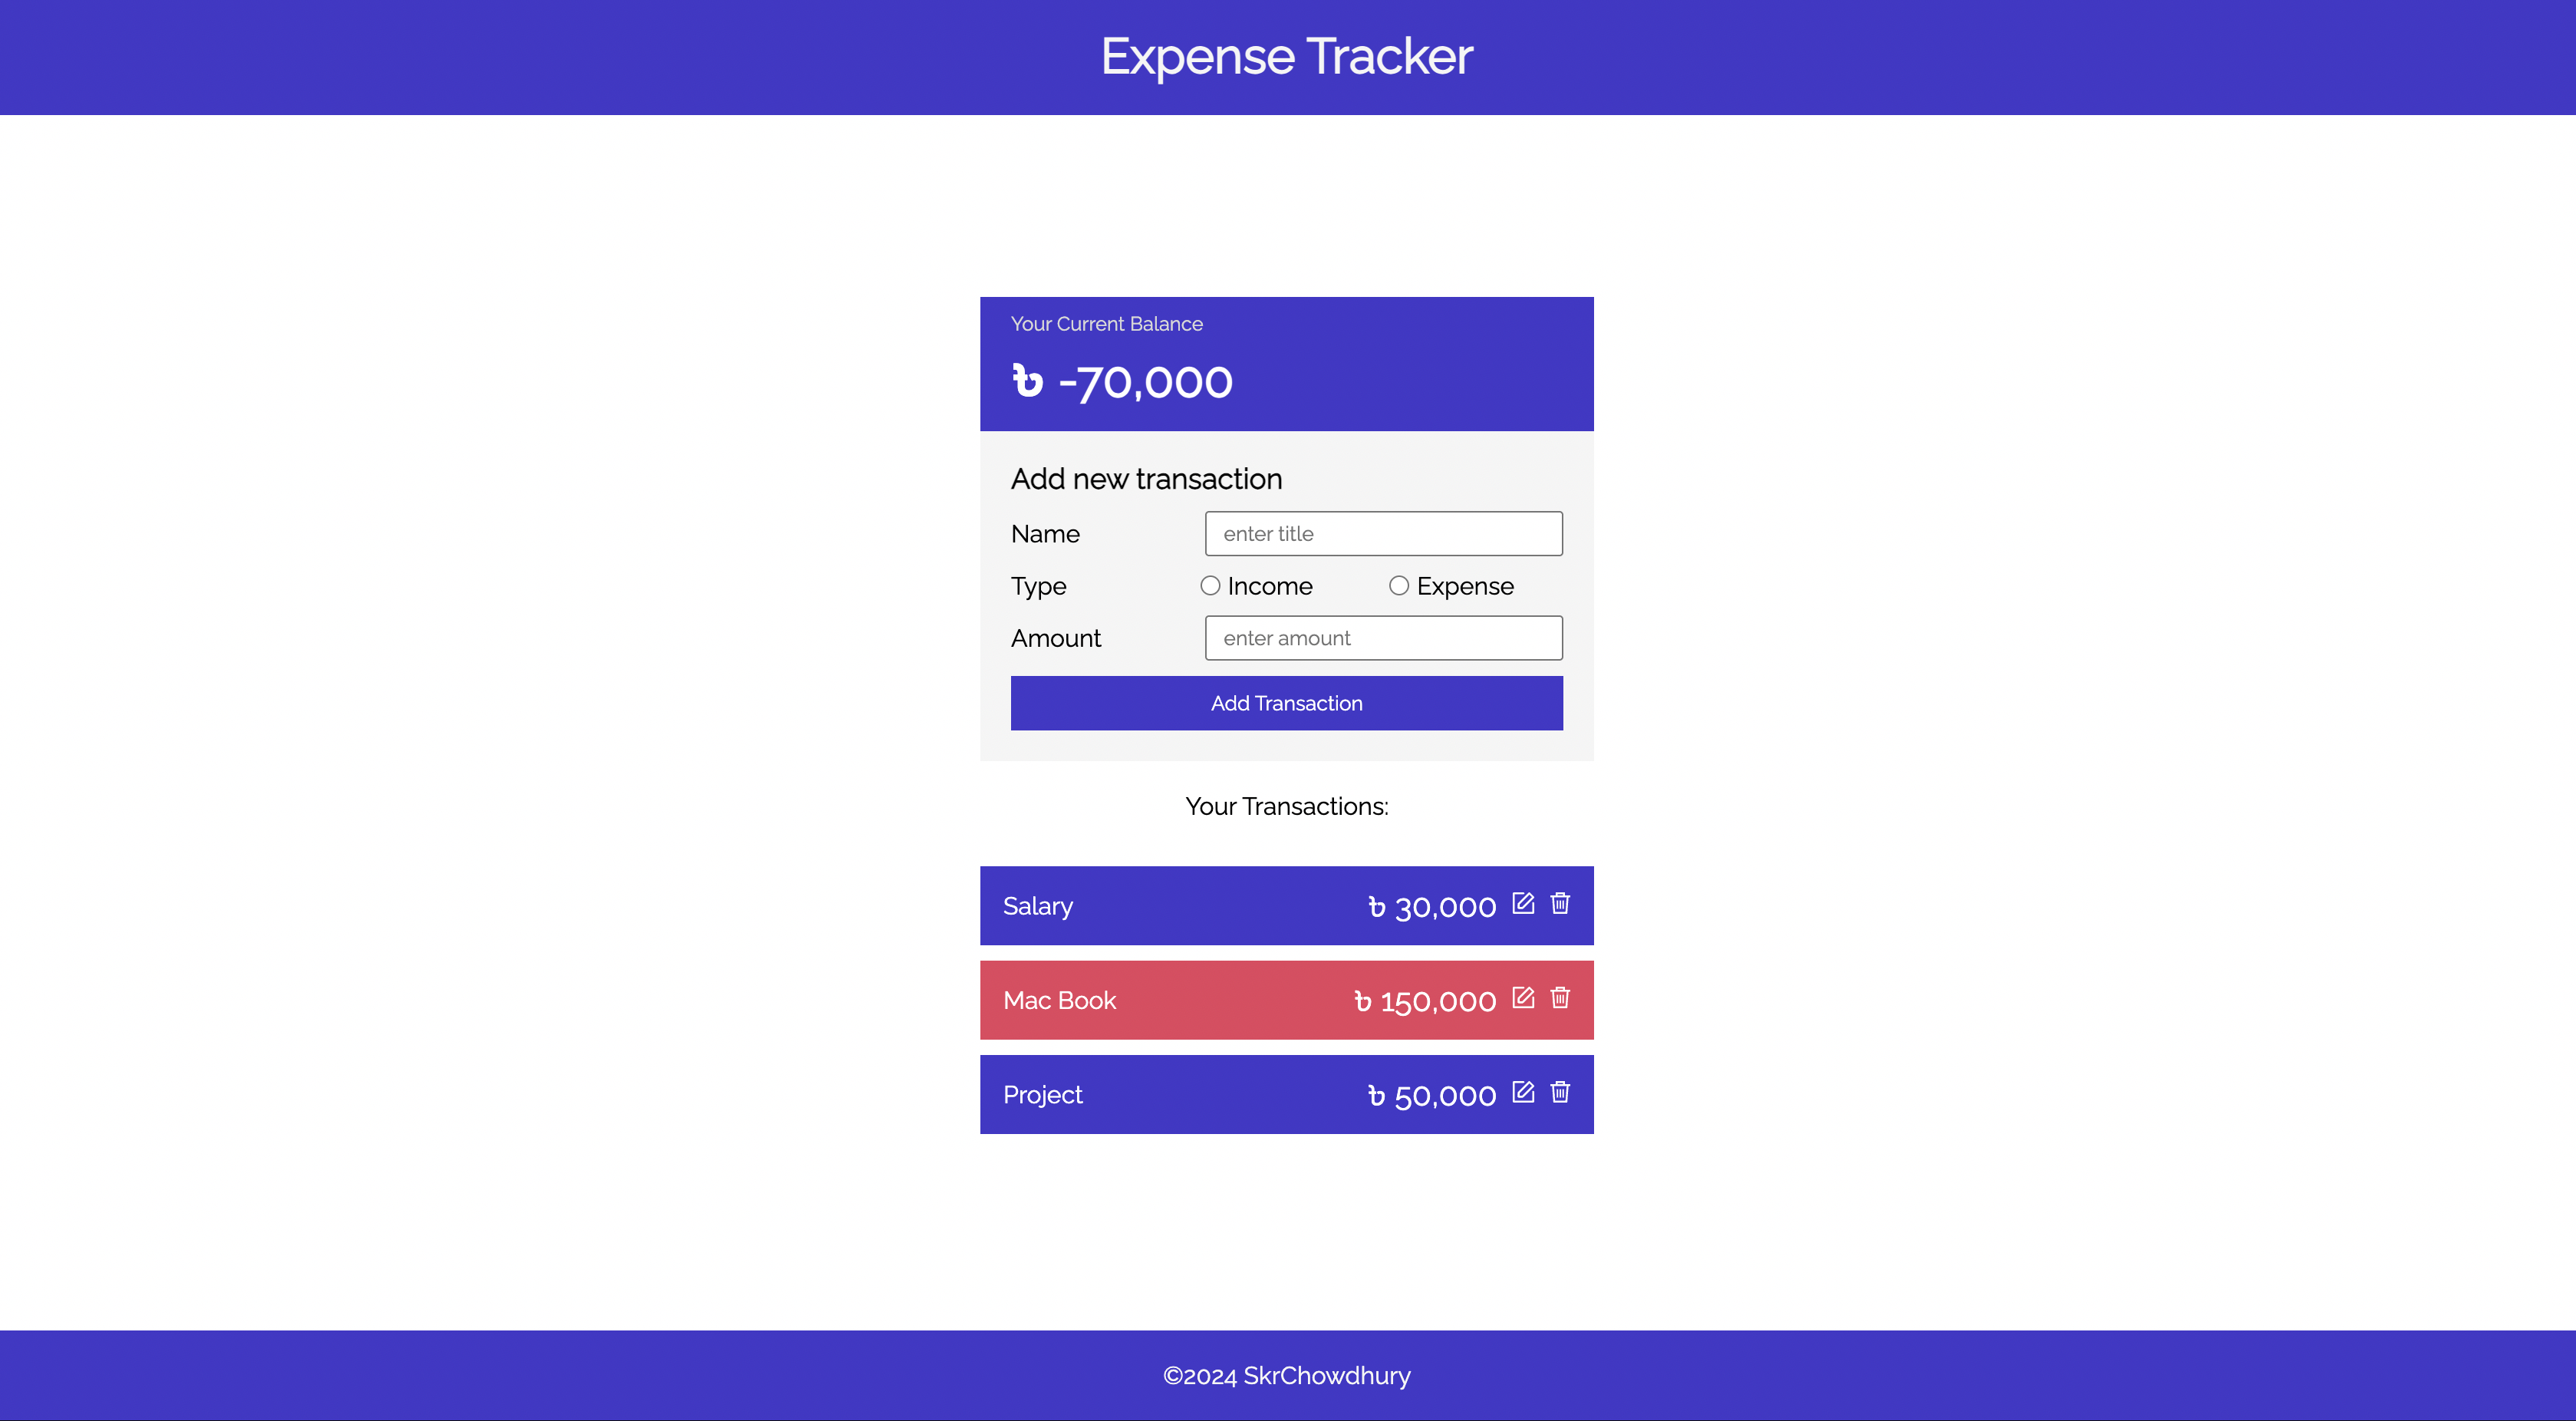 Expense Tracker
Your Current Balance
৳ -70,000
Add new transaction
Name enter title
Type Income Expense
Amount enter amount
Add Transaction
Your Transactions:
Salary ৳ 30,000
Mac Book ৳ 150,000
Project ৳ 50,000
©2024 SkrChowdhury